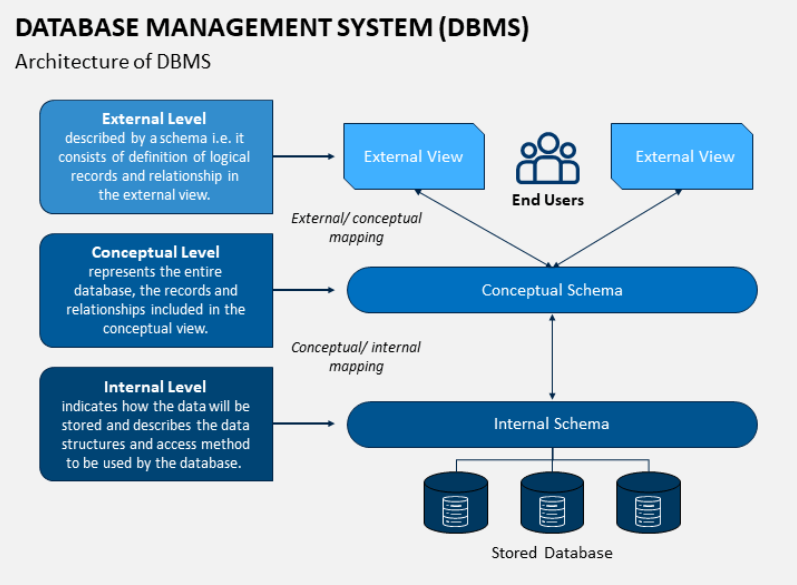 DATABASE MANAGEMENT SYSTEM (DBMS)
Architecture of DBMS
External Level
described by a schema i.e. it
consists of definition of logical
records and relationship in
the external view.
External View
End Users
External View
External/ conceptual
mapping
Conceptual Level
represents the entire
database, the records and
relationships included in the
conceptual view.
Conceptual Schema
Conceptual/ internal
mapping
Internal Level
indicates how the data will be
stored and describes the data
structures and access method
to be used by the database.
Internal Schema
Stored Database